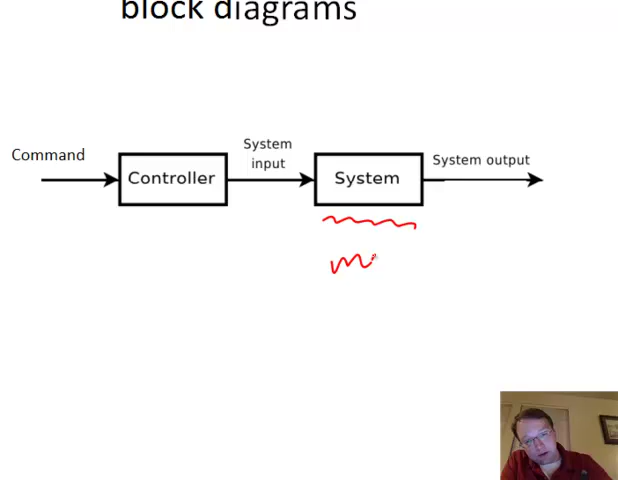 block diagrams
Command
Controller
System
input
System
System output